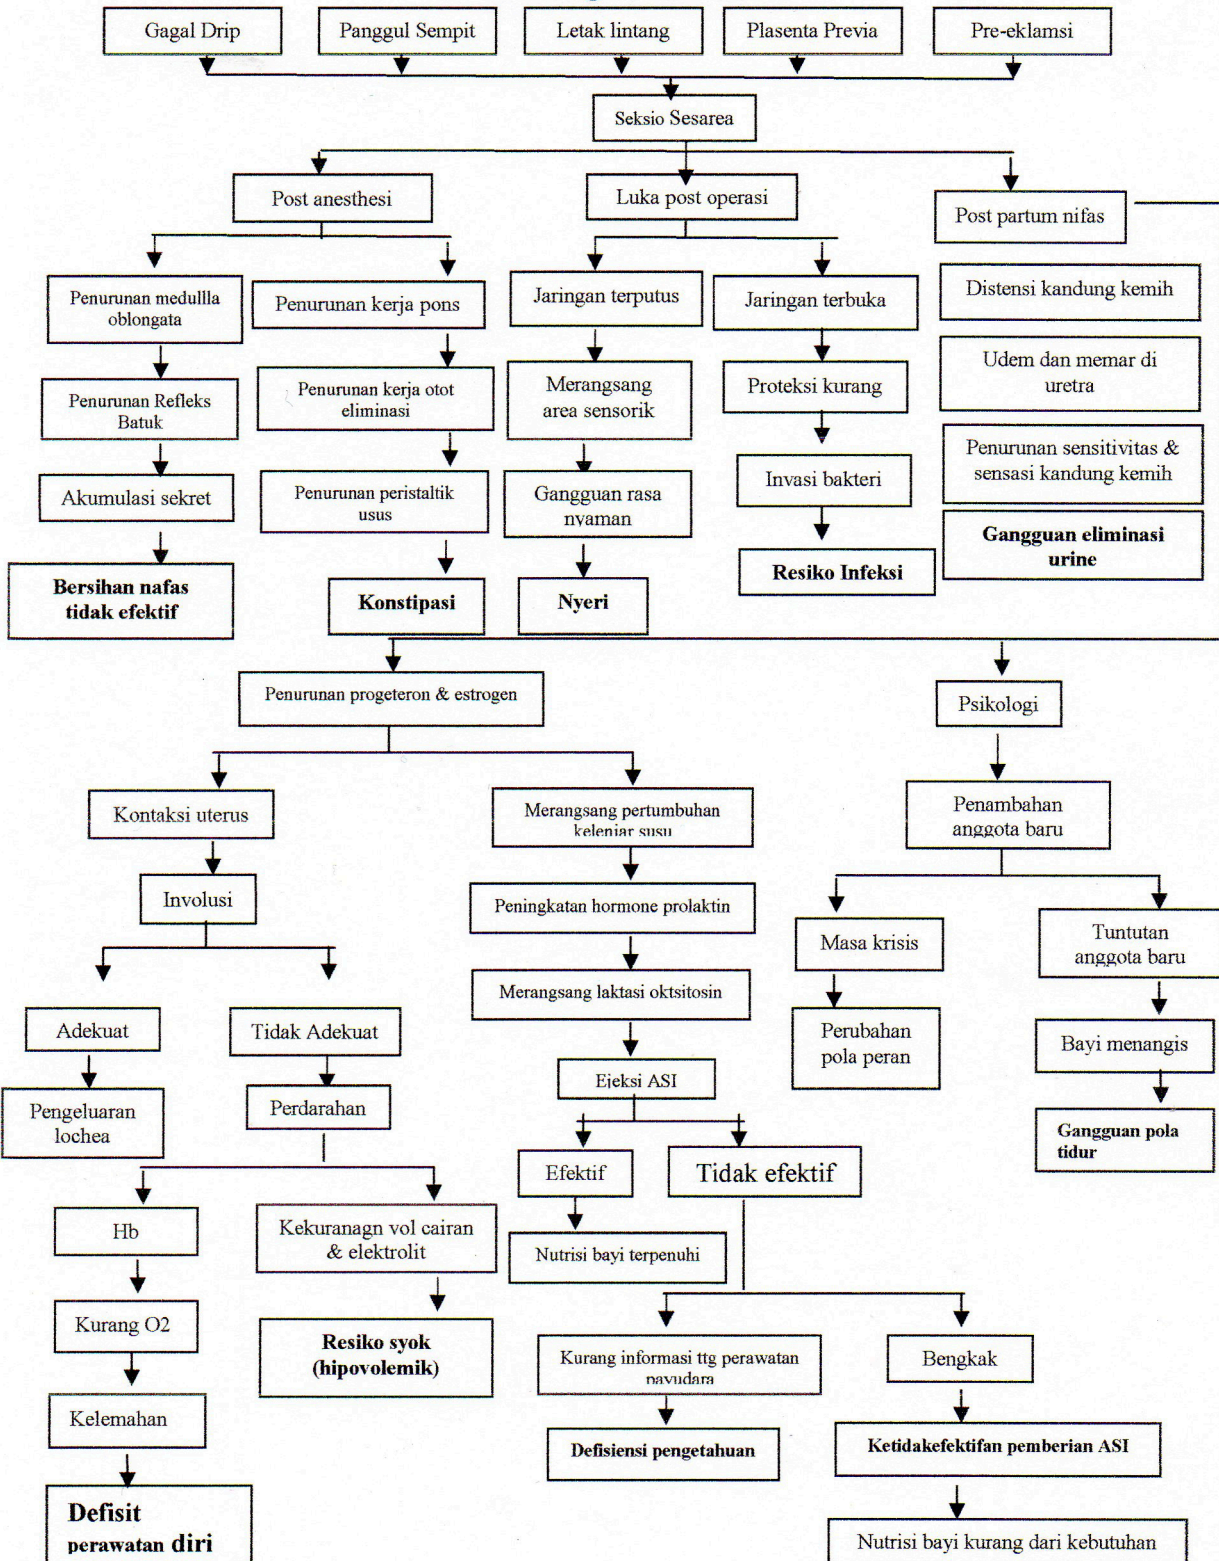 Gagal Drip
Panggul Sempit
Letak lintang
Plasenta Previa
Pre-eklamsi
Seksio Sesarea
Post anesthesi
Luka post operasi
Post partum nifas
Penurunan medullla
oblongata
Penurunan kerja pons
Jaringan terputus
Jaringan terbuka
Distensi kandung kemih
Penurunan Refleks
Batuk
Penurunan kerja otot
eliminasi
Merangsang
area sensorik
Proteksi kurang
Udem dan memar di
uretra
Akumulasi sekret
Penurunan peristaltik
usus
Gangguan rasa
nyaman
Invasi bakteri
Penurunan sensitivitas &
sensasi kandung kemih
Bersihan nafas
tidak efektif
Konstipasi
Nyeri
Resiko Infeksi
Gangguan eliminasi
urine
Penurunan progeteron & estrogen
Psikologi
Kontaksi uterus
Merangsang pertumbuhan
kelenjar susu
Penambahan
anggota baru
Involusi
Peningkatan hormone prolaktin
Masa krisis
Tuntutan
anggota baru
Adekuat
Tidak Adekuat
Merangsang laktasi oktsitosin
Perubahan
pola peran
Bayi menangis
Pengeluaran
lochea
Perdarahan
Ejeksi ASI
Gangguan pola
tidur
Efektif
Tidak efektif
Hb
Kekuranagn vol cairan
& elektrolit
Nutrisi bayi terpenuhi
Kurang O2
Resiko syok
(hipovolemik)
Kurang informasi ttg perawatan
payudara
Bengkak
Kelemahan
Defisiensi pengetahuan
Ketidakefektifan pemberian ASI
Defisit
perawatan diri
Nutrisi bayi kurang dari kebutuhan